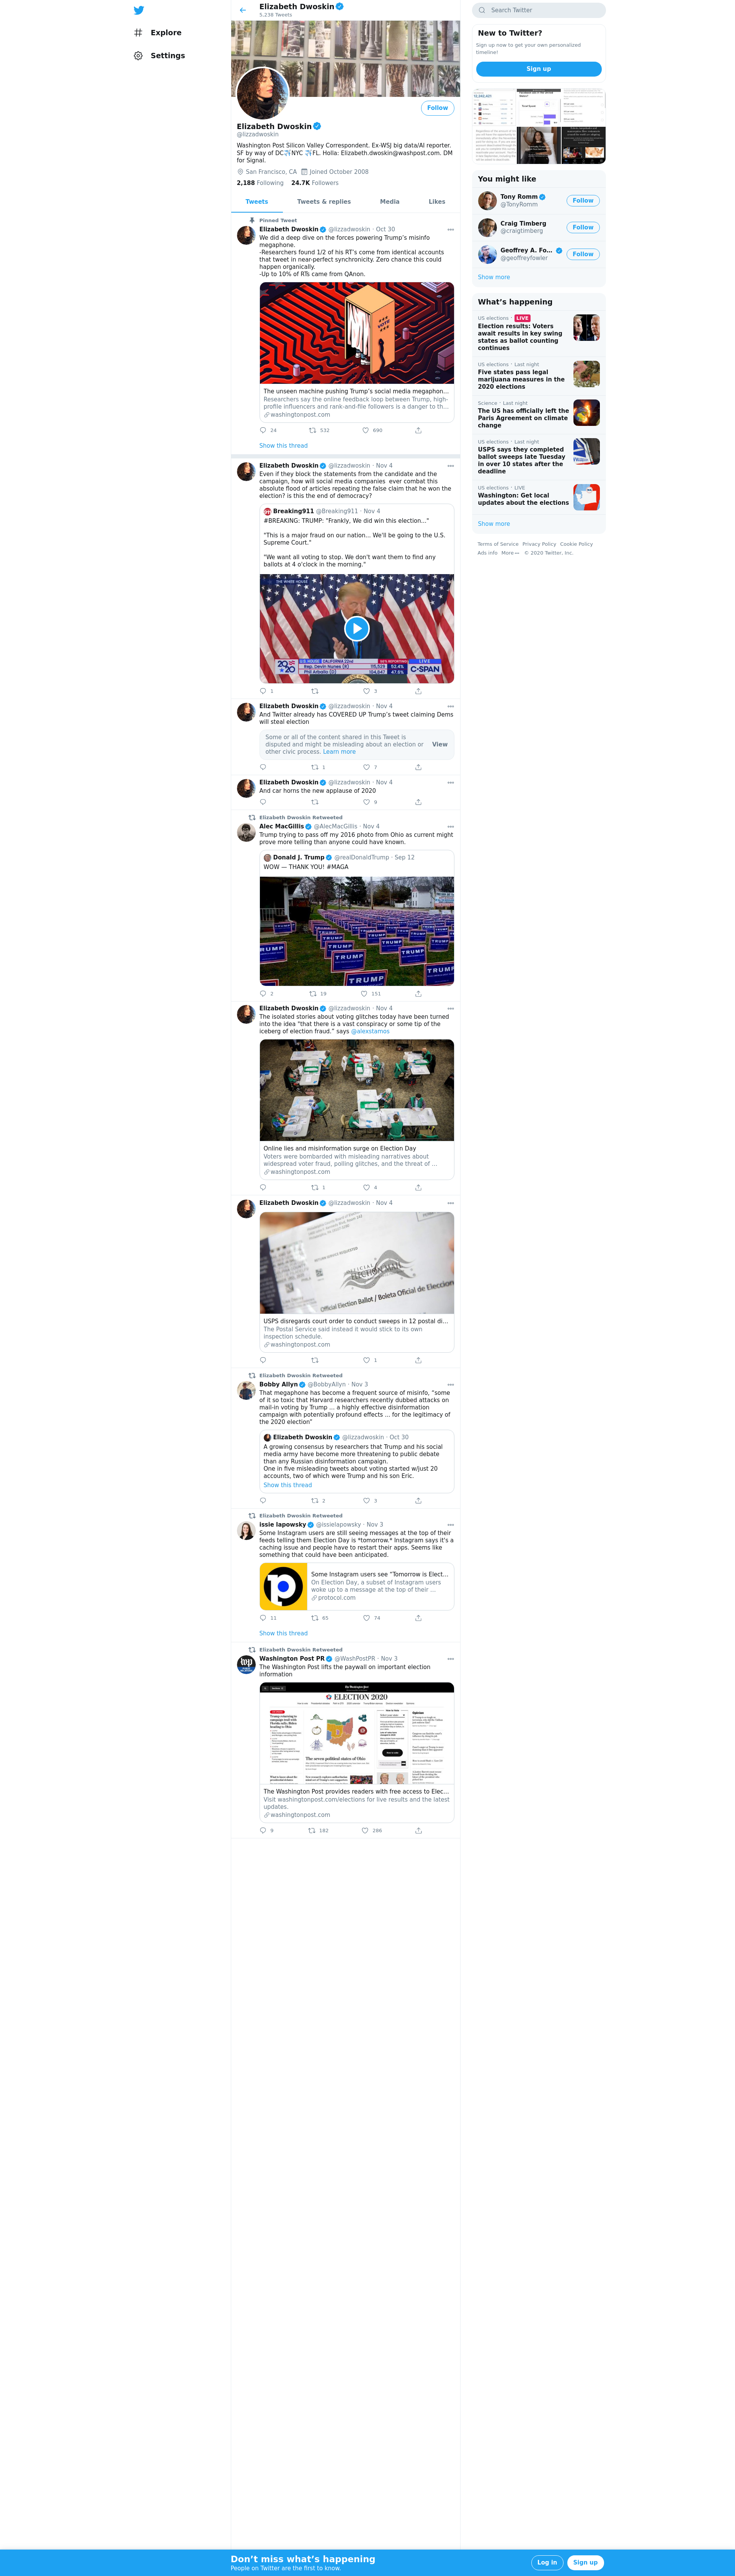 Explore
Settings
Elizabeth Dwoskin
5,238 Tweets
Follow
Elizabeth Dwoskin
@lizzadwoskin
Washington Post Silicon Valley Correspondent. Ex-WSJ big data/AI reporter.
SF by way of DC✈️NYC ✈️FL. Holla: Elizabeth.dwoskin@washpost.com. DM
for Signal.
San Francisco, CA Joined October 2008
2,188 Following 24.7K Followers
Tweets Tweets & replies Media Likes
Pinned Tweet
Elizabeth Dwoskin @lizzadwoskin · Oct 30
We did a deep dive on the forces powering Trump’s misinfo
megaphone.
-Researchers found 1/2 of his RT’s come from identical accounts
that tweet in near-perfect synchronicity. Zero chance this could
happen organically.
-Up to 10% of RTs came from QAnon.
The unseen machine pushing Trump’s social media megaphon...
Researchers say the online feedback loop between Trump, high-
profile influencers and rank-and-file followers is a danger to th...
washingtonpost.com
24 532 690
Show this thread
Elizabeth Dwoskin @lizzadwoskin · Nov 4
Even if they block the statements from the candidate and the
campaign, how will social media companies ever combat this
absolute flood of articles repeating the false claim that he won the
election? is this the end of democracy?
Breaking911 @Breaking911 · Nov 4
#BREAKING: TRUMP: "Frankly, We did win this election..."
"This is a major fraud on our nation... We'll be going to the U.S.
Supreme Court."
"We want all voting to stop. We don't want them to find any
ballots at 4 o'clock in the morning."
THE WHITE HOUSE
2020 U.S. HOUSE CALIFORNIA 22nd LIVE
Rep. Devin Nunes (R) 52.4%
Phil Arballo (D) 47.6% C-SPAN
1 3
Elizabeth Dwoskin @lizzadwoskin · Nov 4
And Twitter already has COVERED UP Trump’s tweet claiming Dems
will steal election
Some or all of the content shared in this Tweet is
disputed and might be misleading about an election or
other civic process. Learn more
View
1 7
Elizabeth Dwoskin @lizzadwoskin · Nov 4
And car horns the new applause of 2020
9
Elizabeth Dwoskin Retweeted
Alec MacGillis @AlecMacGillis · Nov 4
Trump trying to pass off my 2016 photo from Ohio as current might
prove more telling than anyone could have known.
Donald J. Trump @realDonaldTrump · Sep 12
WOW — THANK YOU! #MAGA
TRUMP
2 19 151
Elizabeth Dwoskin @lizzadwoskin · Nov 4
The isolated stories about voting glitches today have been turned
into the idea "that there is a vast conspiracy or some tip of the
iceberg of election fraud." says @alexstamos
Online lies and misinformation surge on Election Day
Voters were bombarded with misleading narratives about
widespread voter fraud, polling glitches, and the threat of ...
washingtonpost.com
1 4
Elizabeth Dwoskin @lizzadwoskin · Nov 4
OFFICIAL
ELECTION MAIL
Official Election Ballot / Boleta Oficial de Eleccion
USPS disregards court order to conduct sweeps in 12 postal di...
The Postal Service said instead it would stick to its own
inspection schedule.
washingtonpost.com
1
Elizabeth Dwoskin Retweeted
Bobby Allyn @BobbyAllyn · Nov 3
That megaphone has become a frequent source of misinfo, "some
of it so toxic that Harvard researchers recently dubbed attacks on
mail-in voting by Trump ... a highly effective disinformation
campaign with potentially profound effects ... for the legitimacy of
the 2020 election"
Elizabeth Dwoskin @lizzadwoskin · Oct 30
A growing consensus by researchers that Trump and his social
media army have become more threatening to public debate
than any Russian disinformation campaign.
One in five misleading tweets about voting started w/just 20
accounts, two of which were Trump and his son Eric.
Show this thread
2 3
Elizabeth Dwoskin Retweeted
issie lapowsky @issielapowsky · Nov 3
Some Instagram users are still seeing messages at the top of their
feeds telling them Election Day is *tomorrow.* Instagram says it's a
caching issue and people have to restart their apps. Seems like
something that could have been anticipated.
Some Instagram users see “Tomorrow is Elect...
On Election Day, a subset of Instagram users
woke up to a message at the top of their ...
protocol.com
11 65 74
Show this thread
Elizabeth Dwoskin Retweeted
Washington Post PR @WashPostPR · Nov 3
The Washington Post lifts the paywall on important election
information
ELECTION 2020
The seven political states of Ohio
The Washington Post provides readers with free access to Elec...
Visit washingtonpost.com/elections for live results and the latest
updates.
washingtonpost.com
9 182 286
Search Twitter
New to Twitter?
Sign up now to get your own personalized
timeline!
Sign up
You might like
Tony Romm
@TonyRomm
Follow
Craig Timberg
@craigtimberg
Follow
Geoffrey A. Fo...
@geoffreyfowler
Follow
Show more
What’s happening
US elections · LIVE
Election results: Voters
await results in key swing
states as ballot counting
continues
US elections · Last night
Five states pass legal
marijuana measures in the
2020 elections
Science · Last night
The US has officially left the
Paris Agreement on climate
change
US elections · Last night
USPS says they completed
ballot sweeps late Tuesday
in over 10 states after the
deadline
US elections · LIVE
Washington: Get local
updates about the elections
Show more
Terms of Service Privacy Policy Cookie Policy
Ads info More © 2020 Twitter, Inc.
Don’t miss what’s happening
People on Twitter are the first to know.
Log in Sign up